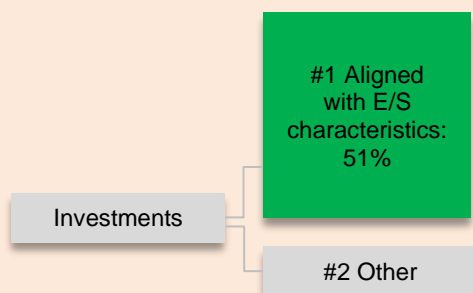 #1 Aligned
with E/S
characteristics:
51%
Investments
#2 Other